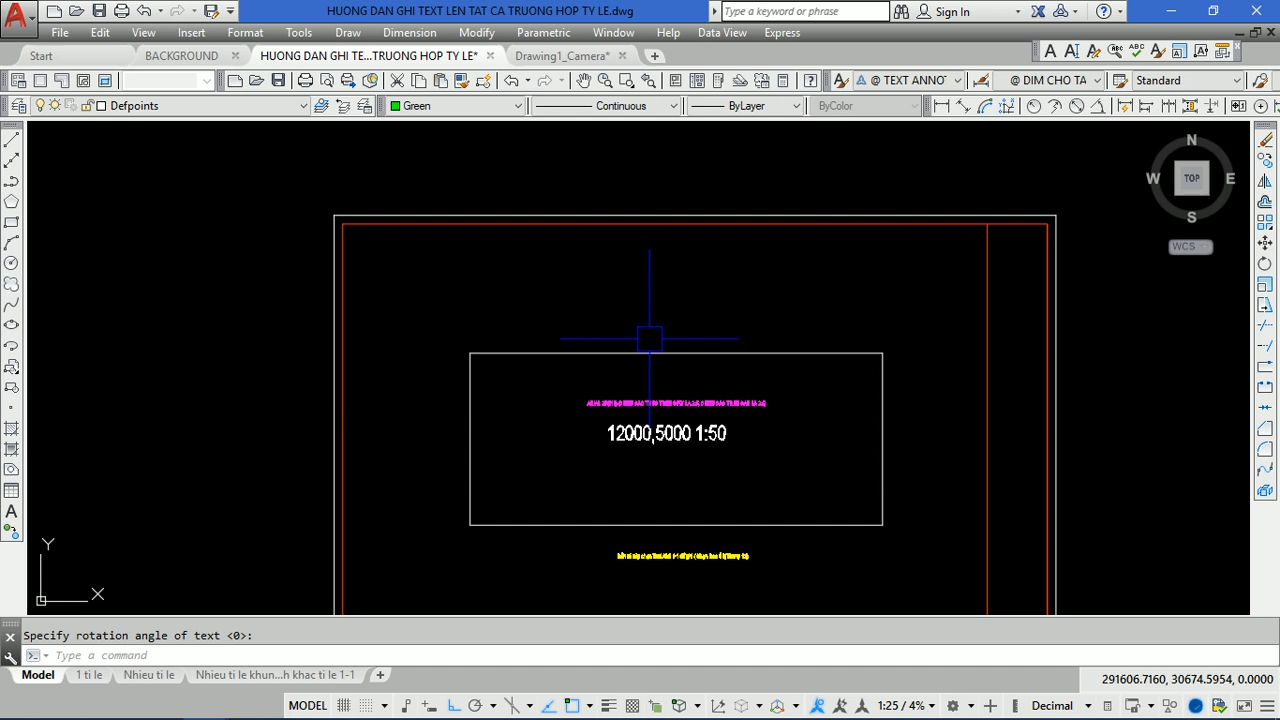 HUONG DAN GHI TEXT LEN TAT CA TRUONG HOP TY LE.dwg
Type a keyword or phrase
Sign In
File Edit View Insert Format Tools Draw Dimension Modify Parametric Window Help Data View Express
Start
BACKGROUND
HUONG DAN GHI TE...TRUONG HOP TY LE*
Drawing1_Camera*
@ TEXT ANNOT
@ DIM CHO TA
Standard
Defpoints
Green
Continuous
ByLayer
ByColor
N
W TOP E
S
WCS
12000,5000 1:50
Y
X
Specify rotation angle of text <0>:
Type a command
Model
1 ti le
Nhieu ti le
Nhieu ti le khun...h khac ti le 1-1
291606.7160, 30674.5954, 0.0000
MODEL
1:25 / 4%
Decimal